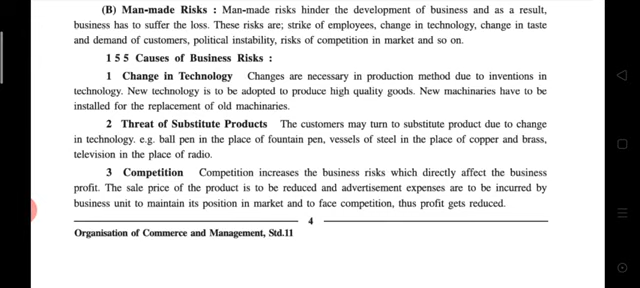 (B) Man-made Risks : Man-made risks hinder the development of business and as a result,
business has to suffer the loss. These risks are; strike of employees, change in technology, change in taste
and demand of customers, political instability, risks of competition in market and so on.
1 5 5 Causes of Business Risks :
1 Change in Technology Changes are necessary in production method due to inventions in
technology. New technology is to be adopted to produce high quality goods. New machinaries have to be
installed for the replacement of old machinaries.
2 Threat of Substitute Products The customers may turn to substitute product due to change
in technology. e.g. ball pen in the place of fountain pen, vessels of steel in the place of copper and brass,
television in the place of radio.
3 Competition Competition increases the business risks which directly affect the business
profit. The sale price of the product is to be reduced and advertisement expenses are to be incurred by
business unit to maintain its position in market and to face competition, thus profit gets reduced.
4
Organisation of Commerce and Management, Std.11